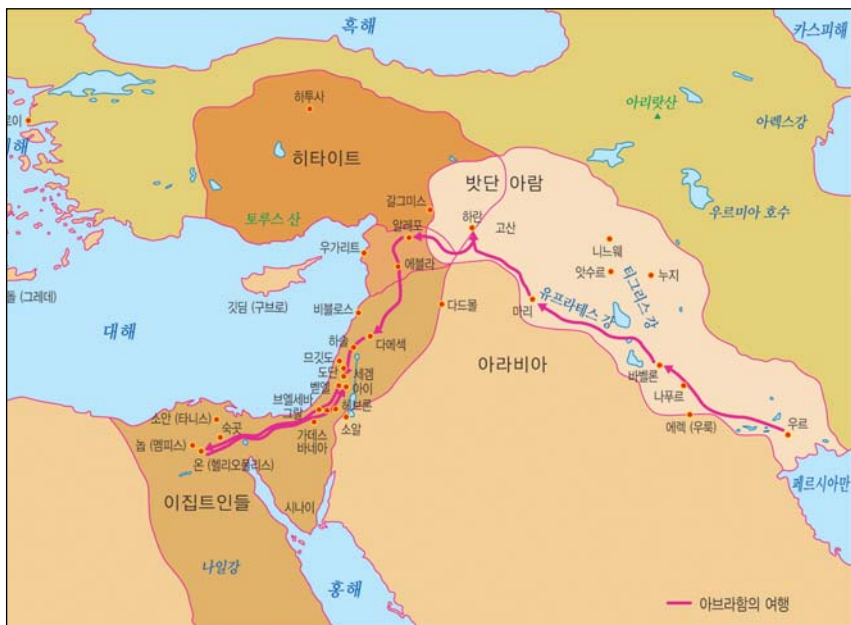 흑해
카스피해
하투사
아리랏산
아렉스강
히타이트
밧단 아람
갈그미스
우르미아 호수
토루스 산
알레포
하란
고산
우가리트
니느웨
에블라
앗수르
누지
깃딤 (구브로)
비블로스
다드몰
마리
유프라테스 강
티그리스 강
대해
하솔
다메섹
아라비아
므깃도
도단
세겜
벧엘
아이
바벨론
나푸르
브엘세바
그랄
헤브론
소안 (타니스)
숙곳
소알
에렉 (우룩)
우르
놉 (멤피스)
가데스
바네아
온 (헬리오폴리스)
페르시아만
이집트인들
시나이
나일강
홍해
아브라함의 여행